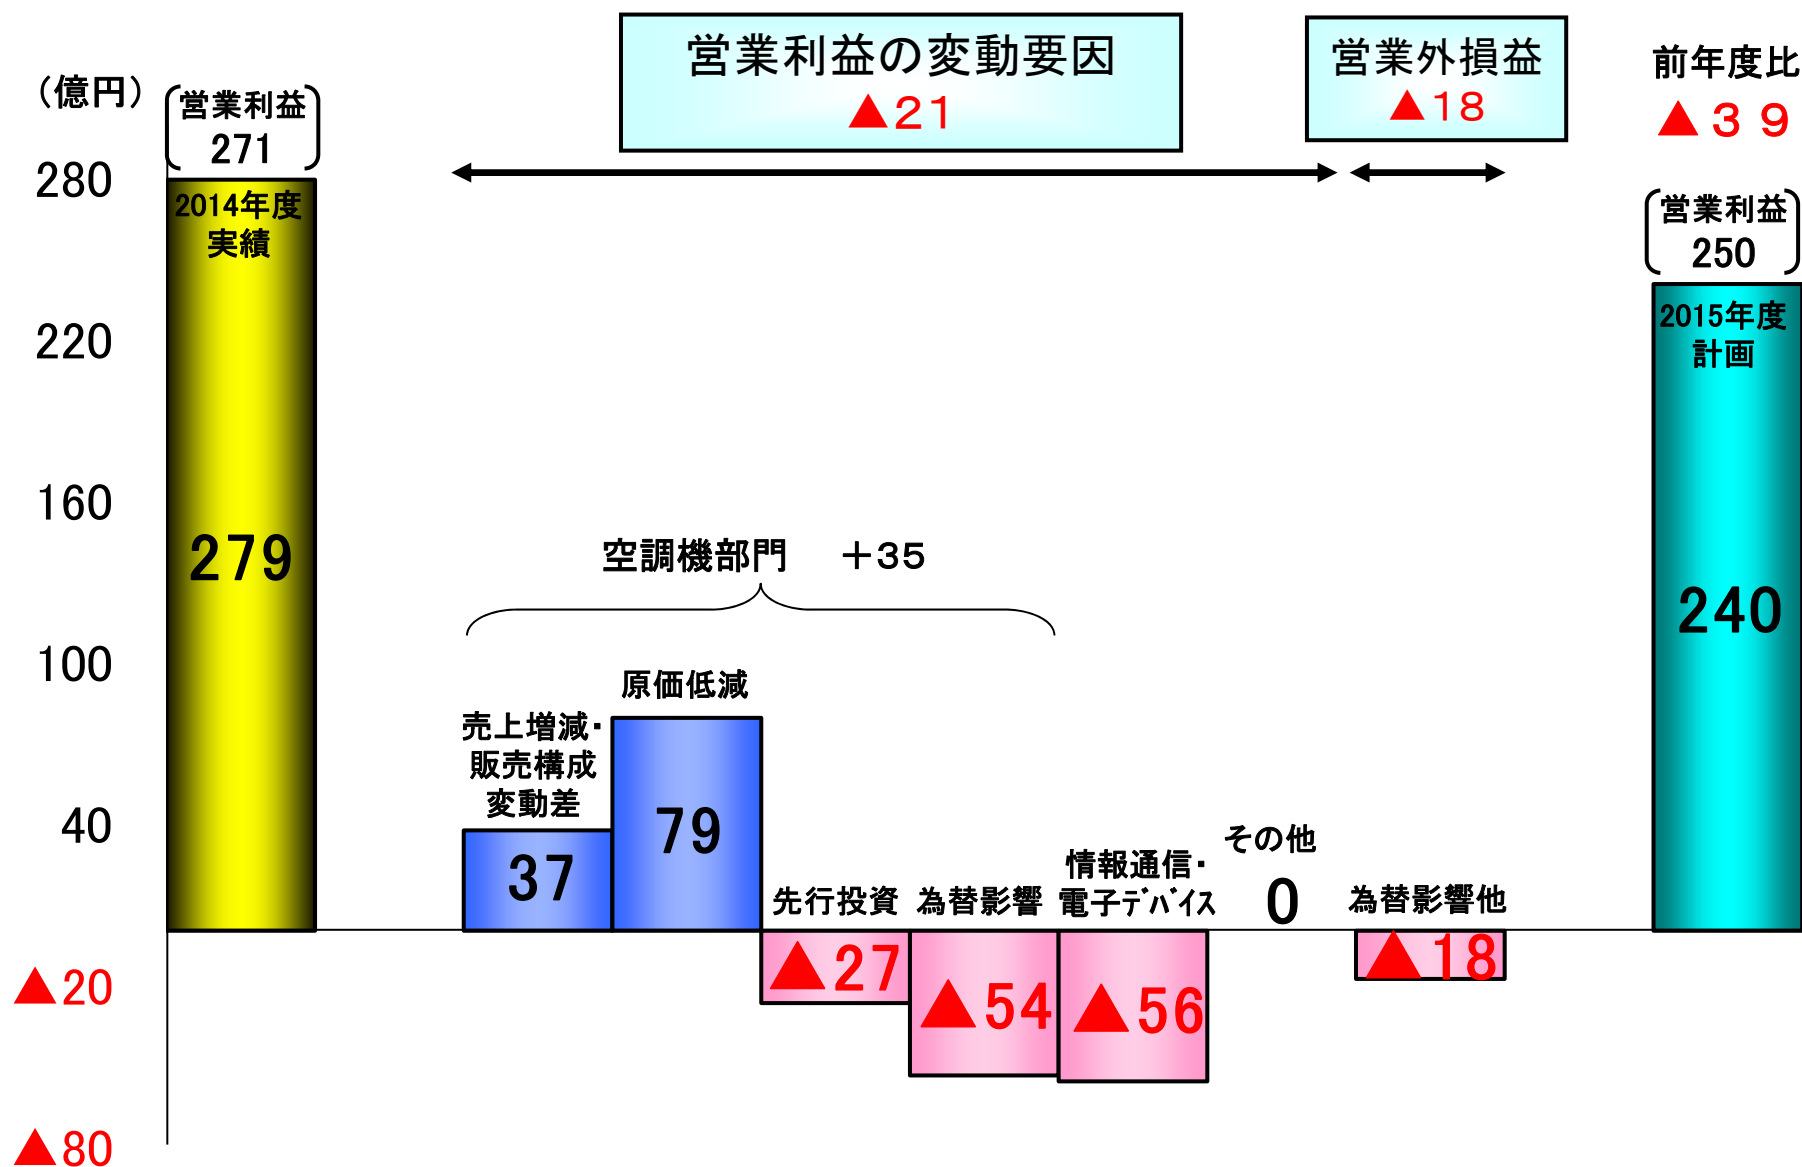 （億円）
営業利益の変動要因
▲21
営業外損益
▲18
前年度比
▲３９
営業利益
271
280
220
160
100
40
▲20
▲80
2014年度
実績
279
営業利益
250
2015年度
計画
240
空調機部門　＋35
売上増減・
販売構成
変動差
37
原価低減
79
先行投資
▲27
為替影響
▲54
情報通信・
電子ﾃﾞﾊﾞｲｽ
▲56
その他
0
為替影響他
▲18